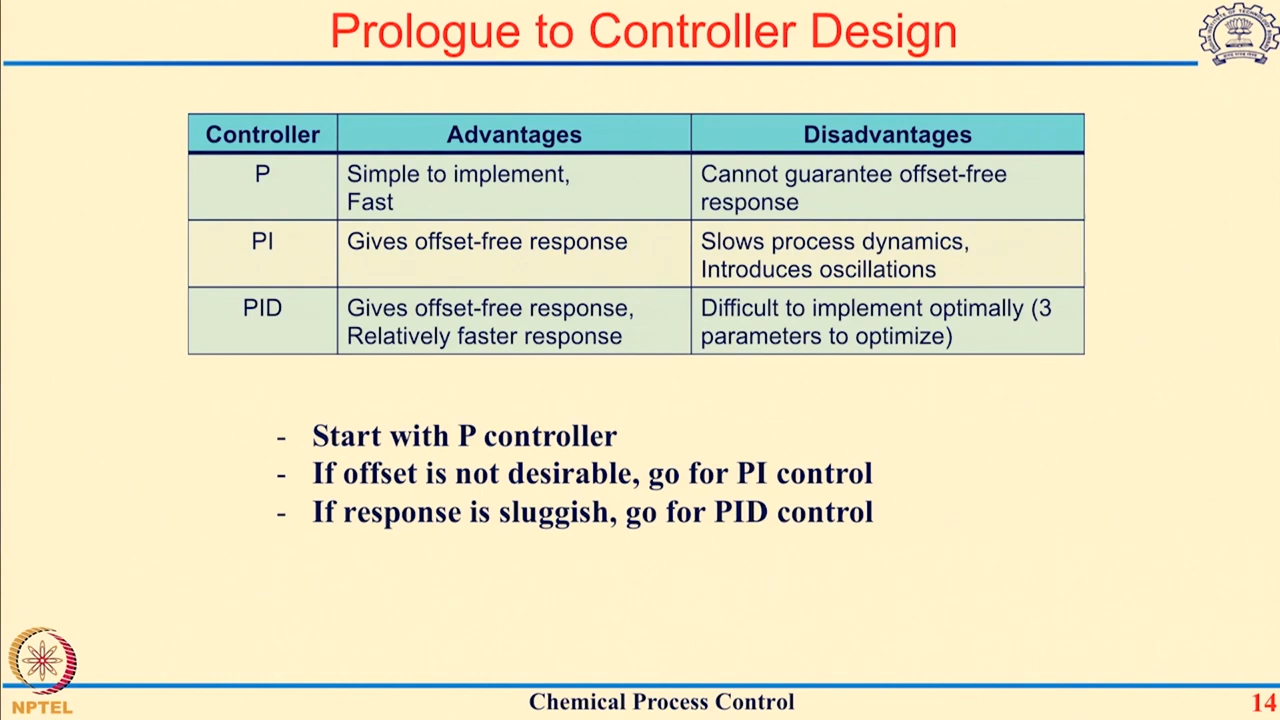 Prologue to Controller Design
Controller Advantages Disadvantages
P Simple to implement, Cannot guarantee offset-free
Fast response
PI Gives offset-free response Slows process dynamics,
Introduces oscillations
PID Gives offset-free response, Difficult to implement optimally (3
Relatively faster response parameters to optimize)
- Start with P controller
- If offset is not desirable, go for PI control
- If response is sluggish, go for PID control
NPTEL
Chemical Process Control
14